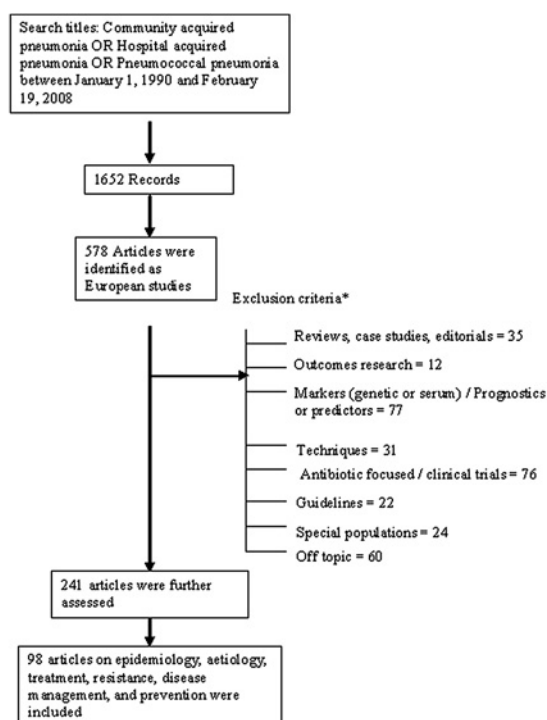 Search titles: Community acquired
pneumonia OR Hospital acquired
pneumonia OR Pneumococcal pneumonia
between January 1, 1990 and February
19, 2008
1652 Records
578 Articles were
identified as
European studies
Exclusion criteria*
Reviews, case studies, editorials = 35
Outcomes research = 12
Markers (genetic or serum) / Prognostics
or predictors = 77
Techniques = 31
Antibiotic focused / clinical trials = 76
Guidelines = 22
Special populations = 24
Off topic = 60
241 articles were further
assessed
98 articles on epidemiology, aetiology,
treatment, resistance, disease
management, and prevention were
included